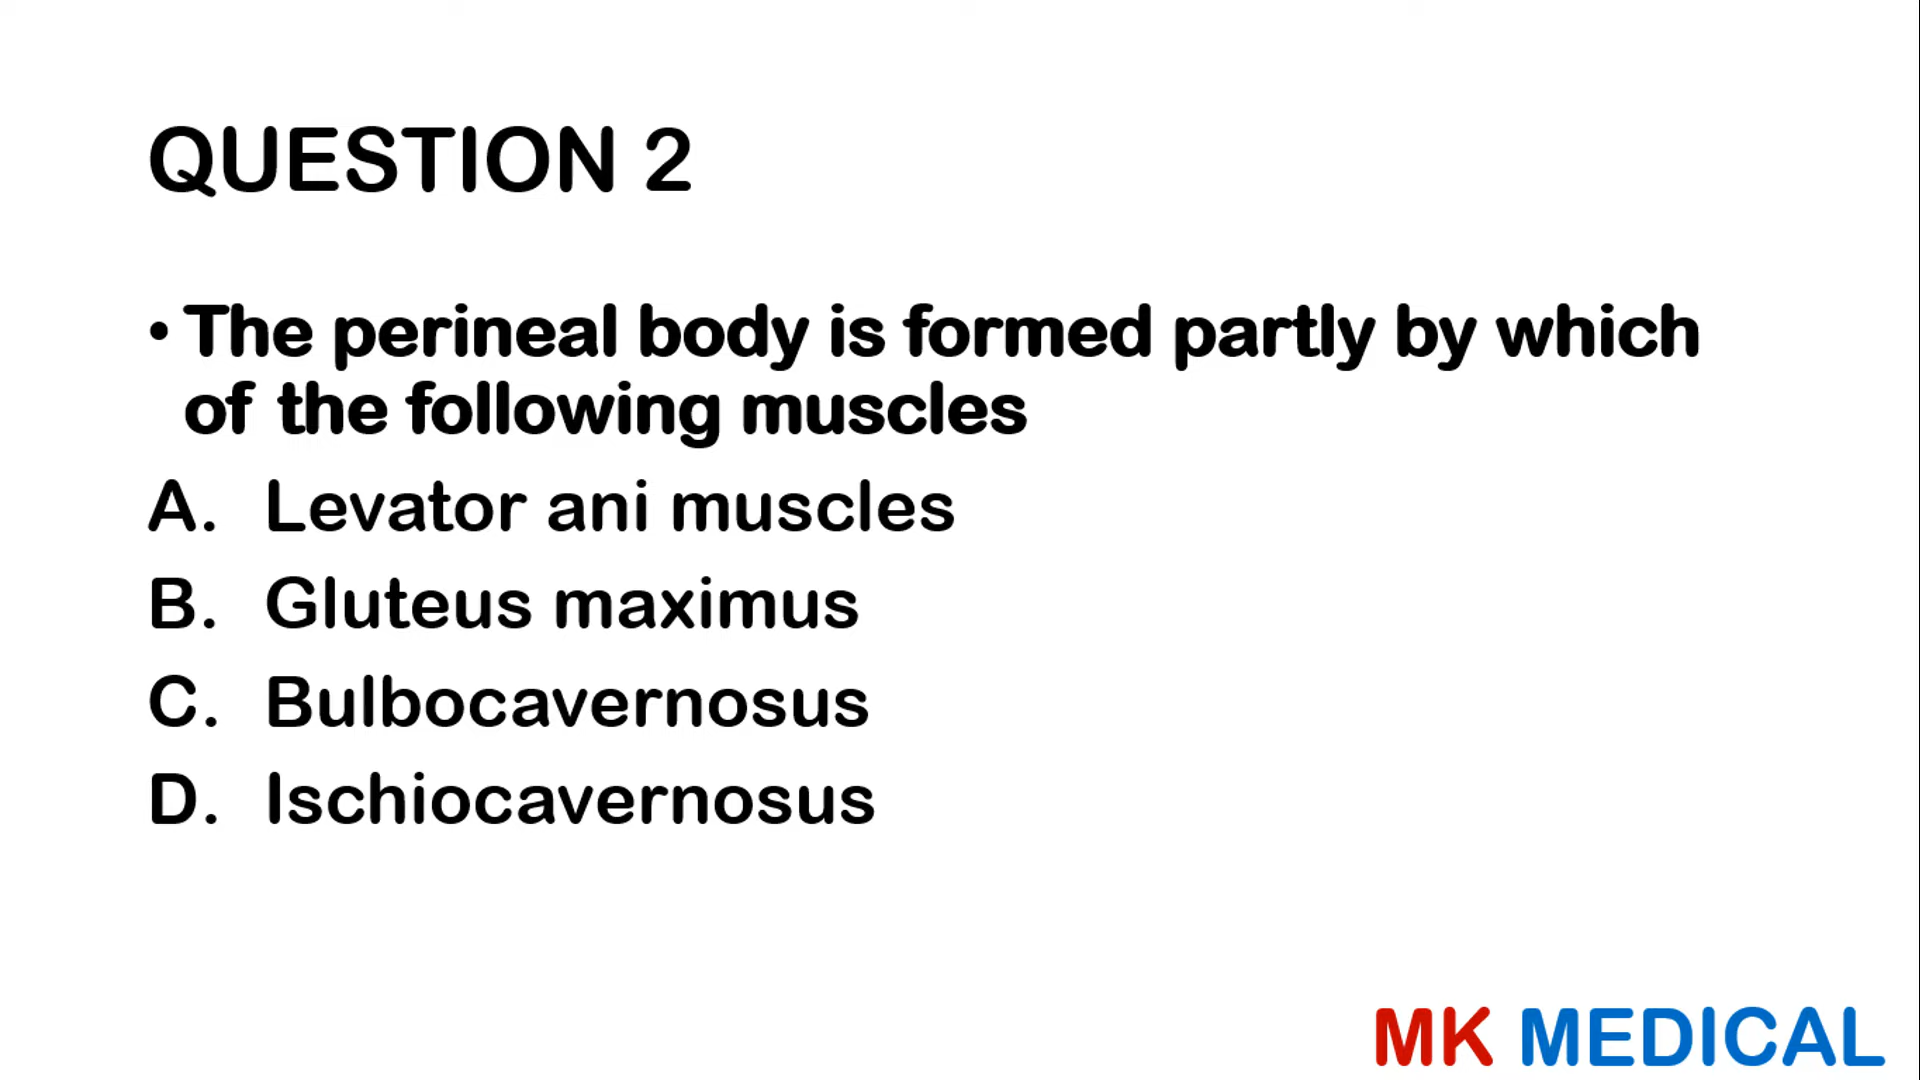 QUESTION 2
• The perineal body is formed partly by which
of the following muscles
A. Levator ani muscles
B. Gluteus maximus
C. Bulbocavernosus
D. Ischiocavernosus
MK MEDICAL